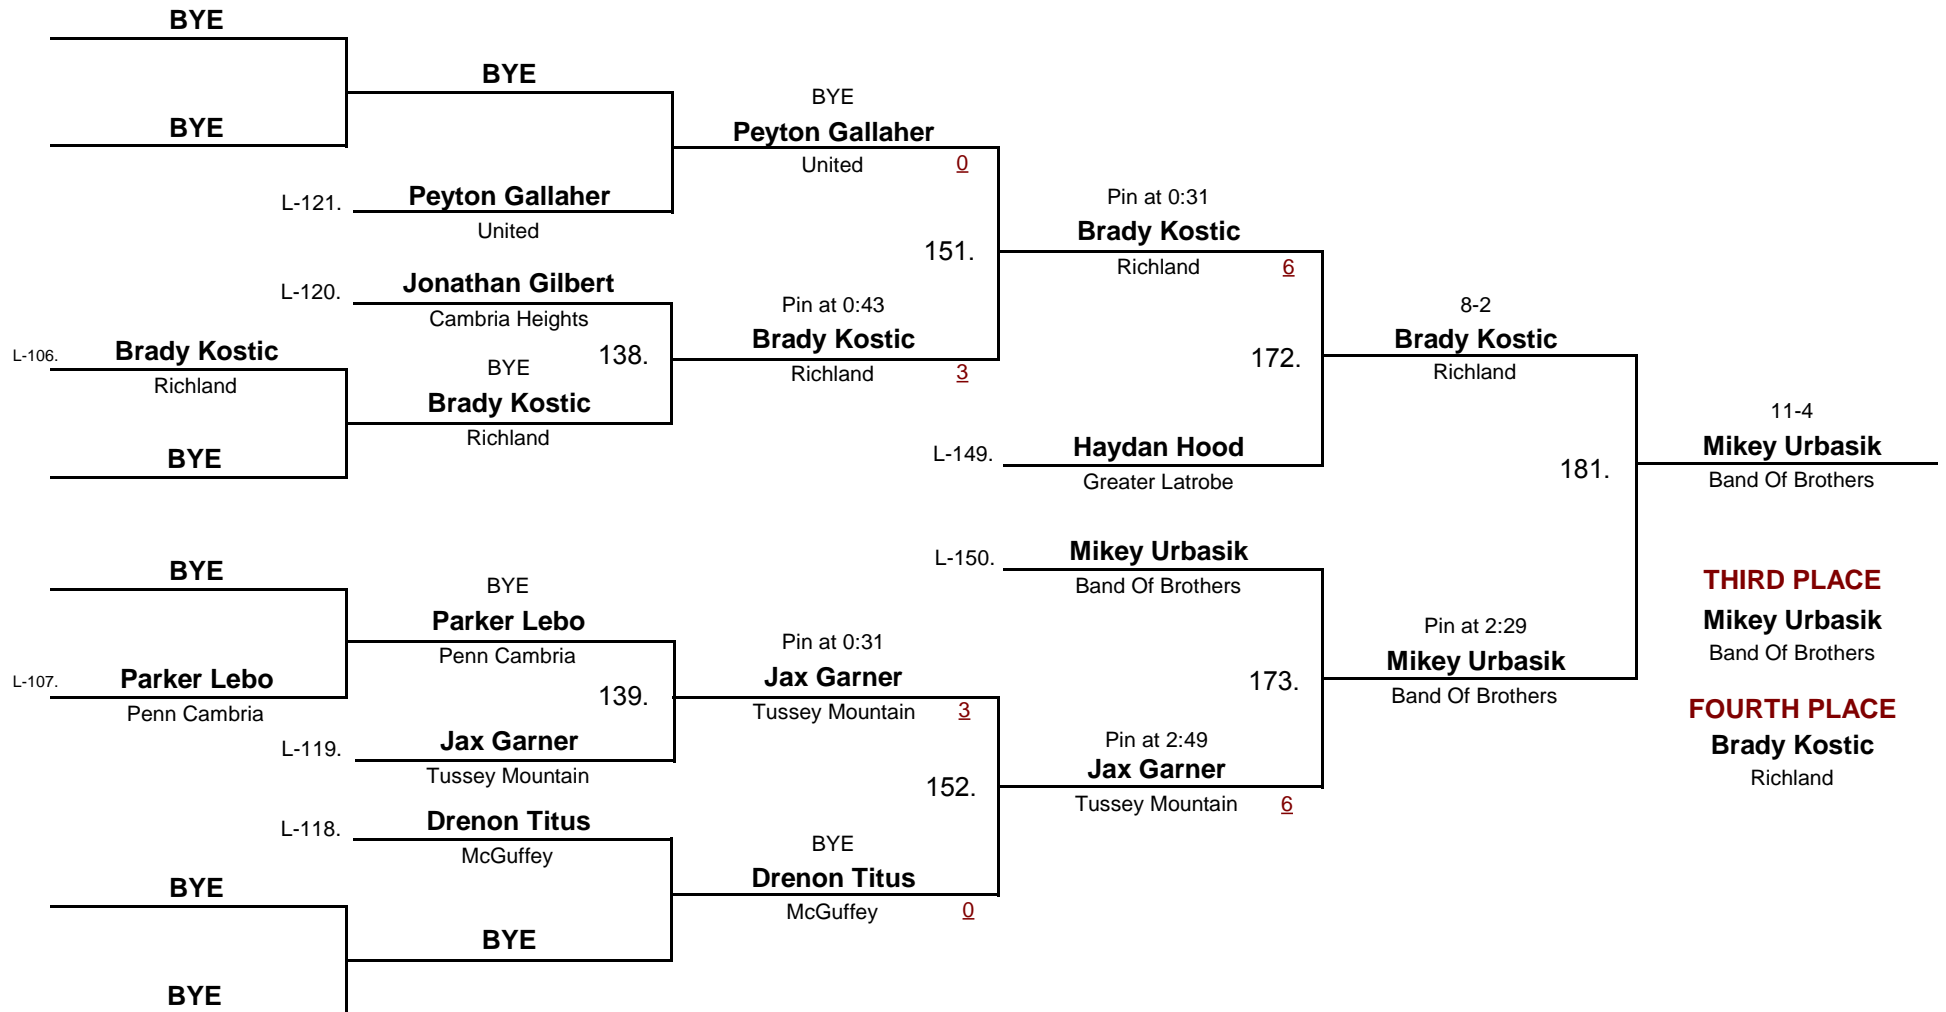 BYE
BYE
BYE
BYE
Peyton Gallaher
United 0
L-121. Peyton Gallaher
United
Pin at 0:31
Brady Kostic
Richland 6
151.
L-120. Jonathan Gilbert
Cambria Heights
Pin at 0:43
Brady Kostic
Richland 3
138.
L-106. Brady Kostic
Richland
BYE
Brady Kostic
Richland
BYE
8-2
Brady Kostic
Richland
172.
L-149. Haydan Hood
Greater Latrobe
11-4
Mikey Urbasik
Band Of Brothers
181.
L-150. Mikey Urbasik
Band Of Brothers
BYE
BYE
Parker Lebo
Penn Cambria
L-107. Parker Lebo
Penn Cambria
139.
Pin at 0:31
Jax Garner
Tussey Mountain 3
L-119. Jax Garner
Tussey Mountain
173.
Pin at 2:29
Mikey Urbasik
Band Of Brothers
152.
Pin at 2:49
Jax Garner
Tussey Mountain 6
L-118. Drenon Titus
McGuffey
BYE
Drenon Titus
McGuffey 0
BYE
BYE
BYE
THIRD PLACE
Mikey Urbasik
Band Of Brothers
FOURTH PLACE
Brady Kostic
Richland